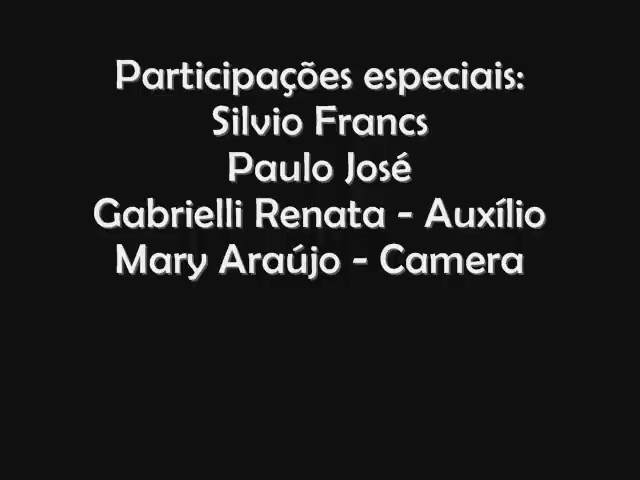 Participações especiais:
Silvio Francs
Paulo José
Gabrielli Renata - Auxílio
Mary Araújo - Camera